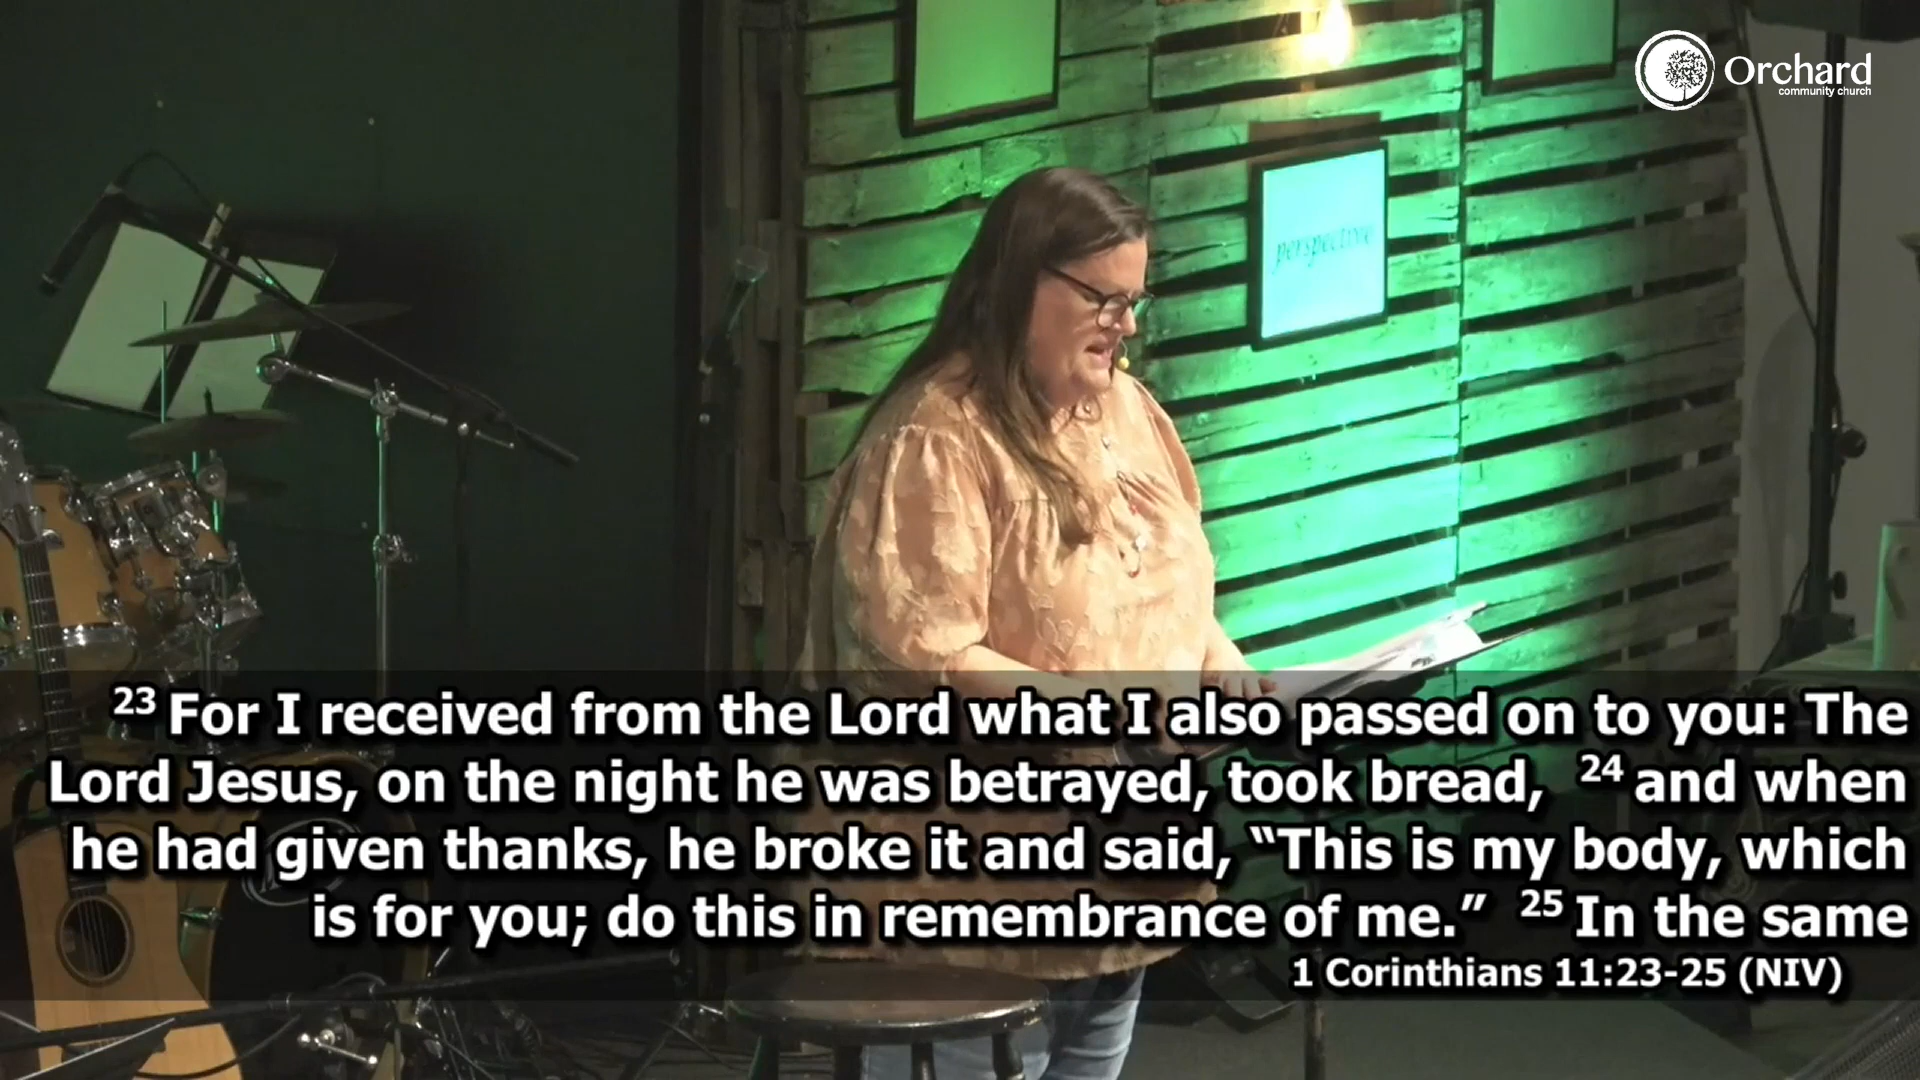 Orchard
community church
perspective
23 For I received from the Lord what I also passed on to you: The
Lord Jesus, on the night he was betrayed, took bread, 24 and when
he had given thanks, he broke it and said, “This is my body, which
is for you; do this in remembrance of me.” 25 In the same
1 Corinthians 11:23-25 (NIV)